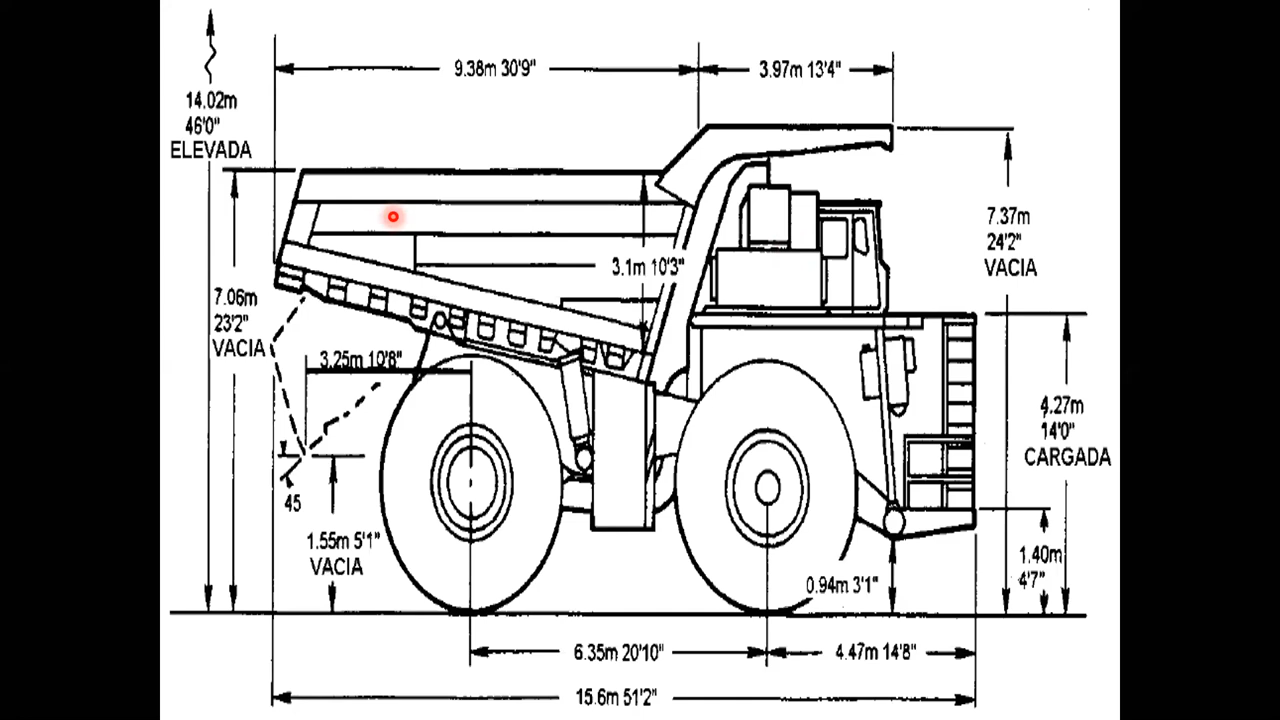 9.38m 30'9"
3.97m 13'4"
14.02m
46'0"
ELEVADA
7.37m
24'2"
VACIA
3.1m 10'3"
7.06m
23'2"
VACIA
3.25m 10'8"
4.27m
14'0"
CARGADA
45
1.55m 5'1"
VACIA
1.40m
4'7"
0.94m 3'1"
6.35m 20'10"
4.47m 14'8"
15.6m 51'2"